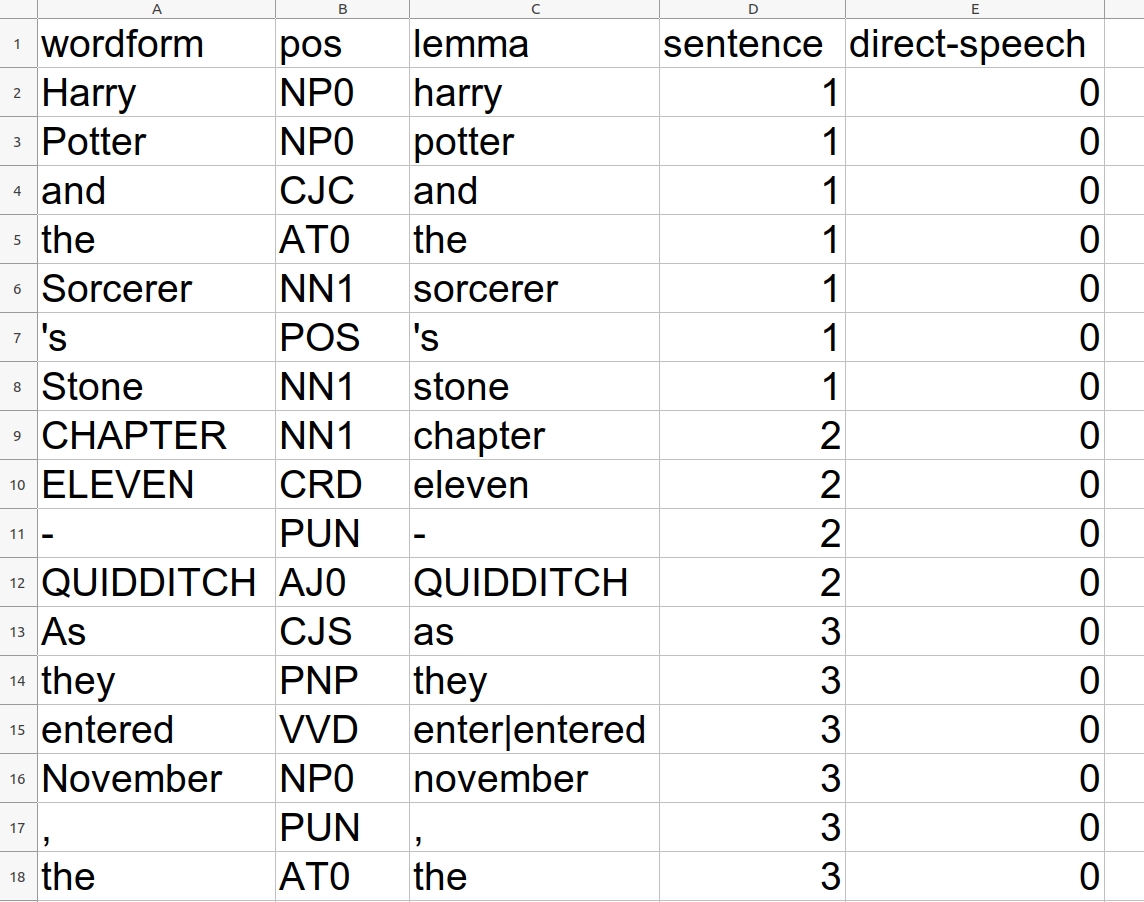 A B C D E
1 wordform pos lemma sentence direct-speech
2 Harry NP0 harry 1 0
3 Potter NP0 potter 1 0
4 and CJC and 1 0
5 the AT0 the 1 0
6 Sorcerer NN1 sorcerer 1 0
7 's POS 's 1 0
8 Stone NN1 stone 1 0
9 CHAPTER NN1 chapter 2 0
10 ELEVEN CRD eleven 2 0
11 - PUN - 2 0
12 QUIDDITCH AJ0 QUIDDITCH 2 0
13 As CJS as 3 0
14 they PNP they 3 0
15 entered VVD enter|entered 3 0
16 November NP0 november 3 0
17 , PUN , 3 0
18 the AT0 the 3 0